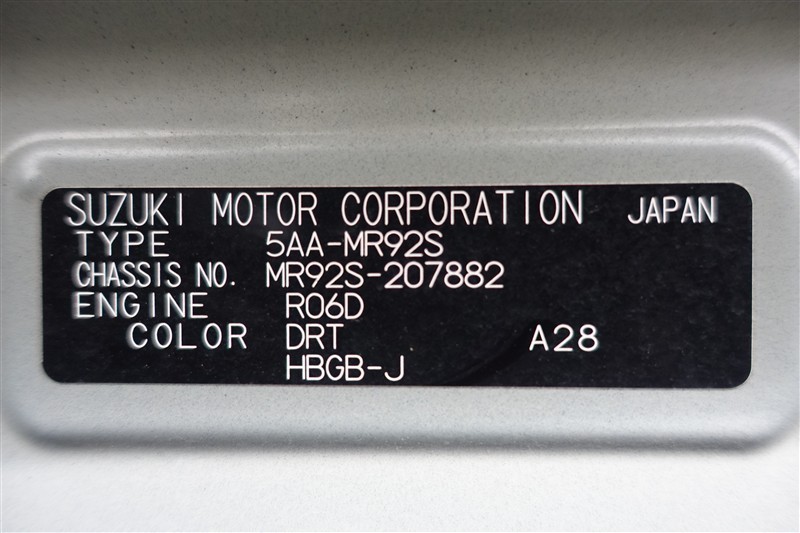 SUZUKI MOTOR CORPORATION JAPAN
TYPE 5AA-MR92S
CHASSIS NO. MR92S-207882
ENGINE R06D
COLOR DRT A28
HBGB-J